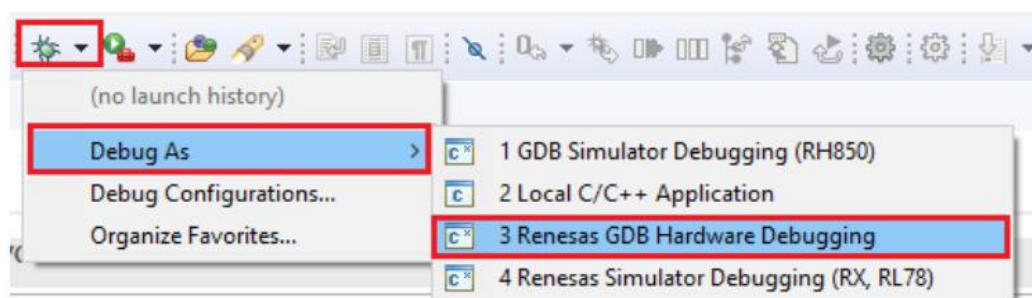 (no launch history)
Debug As
Debug Configurations...
Organize Favorites...
1 GDB Simulator Debugging (RH850)
2 Local C/C++ Application
3 Renesas GDB Hardware Debugging
4 Renesas Simulator Debugging (RX, RL78)